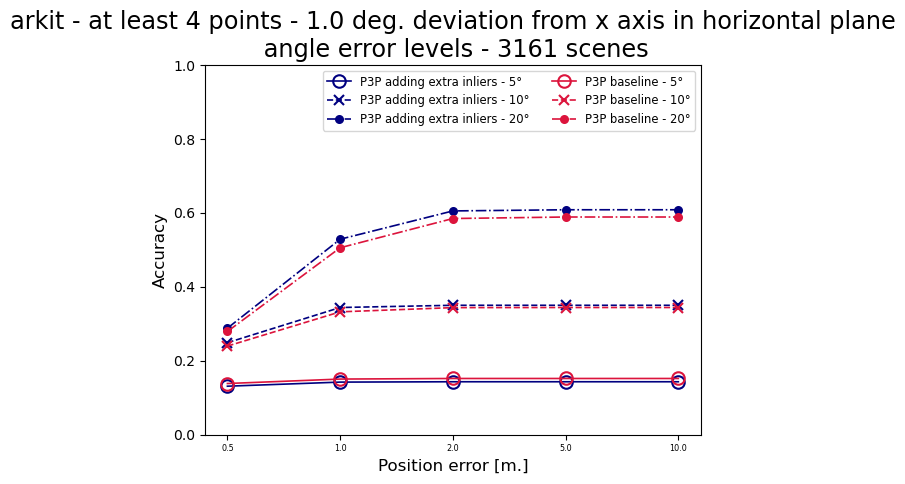 arkit - at least 4 points - 1.0 deg. deviation from x axis in horizontal plane
angle error levels - 3161 scenes
P3P adding extra inliers - 5°
P3P adding extra inliers - 10°
P3P adding extra inliers - 20°
P3P baseline - 5°
P3P baseline - 10°
P3P baseline - 20°
1.0
0.8
0.6
0.4
0.2
0.0
Accuracy
0.5
1.0
2.0
5.0
10.0
Position error [m.]